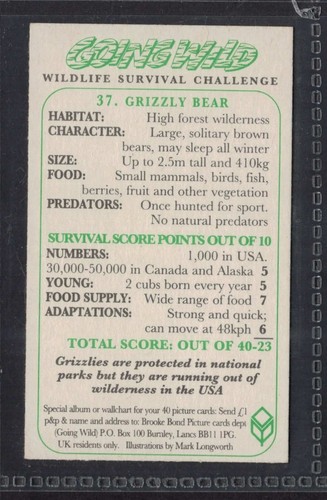 GOING WILD
WILDLIFE SURVIVAL CHALLENGE
37. GRIZZLY BEAR
HABITAT: High forest wilderness
CHARACTER: Large, solitary brown
bears, may sleep all winter
SIZE: Up to 2.5m tall and 410kg
FOOD: Small mammals, birds, fish,
berries, fruit and other vegetation
PREDATORS: Once hunted for sport.
No natural predators
SURVIVAL SCORE POINTS OUT OF 10
NUMBERS: 1,000 in USA.
30,000-50,000 in Canada and Alaska 5
YOUNG: 2 cubs born every year 5
FOOD SUPPLY: Wide range of food 7
ADAPTATIONS: Strong and quick;
can move at 48kph 6
TOTAL SCORE: OUT OF 40-23
Grizzlies are protected in national
parks but they are running out of
wilderness in the USA
Special album or wallchart for your 40 picture cards: Send £1
p&p & name and address to: Brooke Bond Picture cards dept
(Going Wild) P.O. Box 100 Burnley, Lancs BB11 1PG.
UK residents only. Illustrations by Mark Longworth